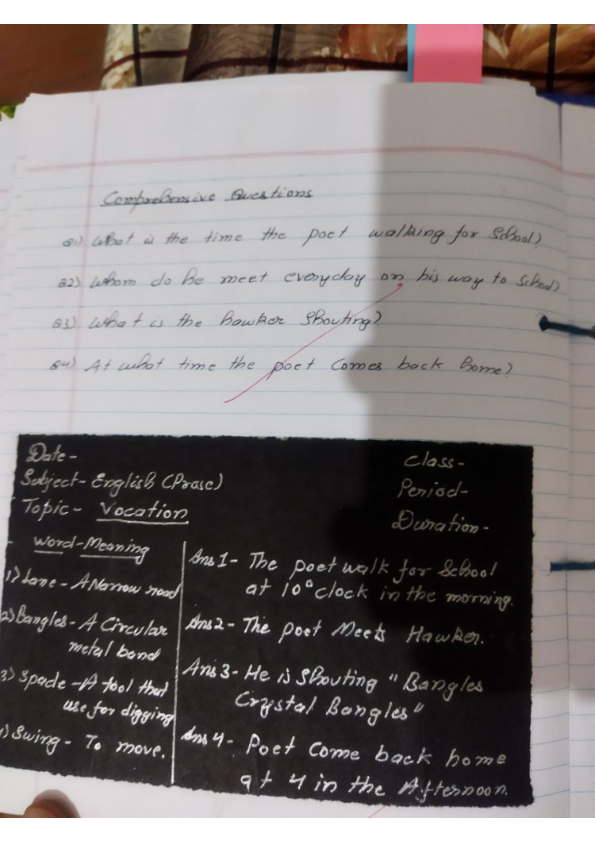 Comprehensive Questions
Q1) What is the time the poet walking for School?
Q2) Whom do he meet everyday on his way to School?
Q3) What is the hawker Shouting?
Q4) At what time the poet comes back home?
Date-
Subject- English (Prose)
Topic- Vocation
Class-
Period-
Duration-
Word-Meaning
1) Lane - A Narrow road
2) Bangles - A Circular
metal band
3) Spade - A tool that
use for digging
4) Swing - To move.
Ans 1 - The poet walk for School
at 10° clock in the morning.
Ans 2 - The poet Meets Hawker.
Ans 3 - He is Shouting "Bangles
Crystal Bangles"
Ans 4 - Poet Come back home
at 4 in the Afternoon.